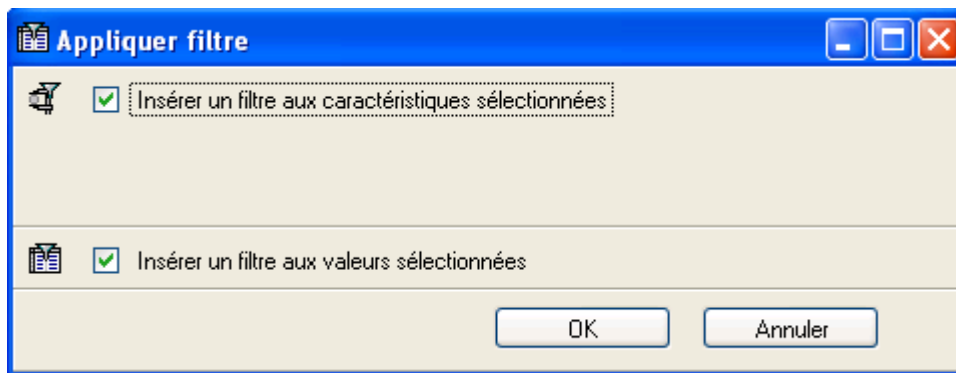 Appliquer filtre
Insérer un filtre aux caractéristiques sélectionnées
Insérer un filtre aux valeurs sélectionnées
OK Annuler